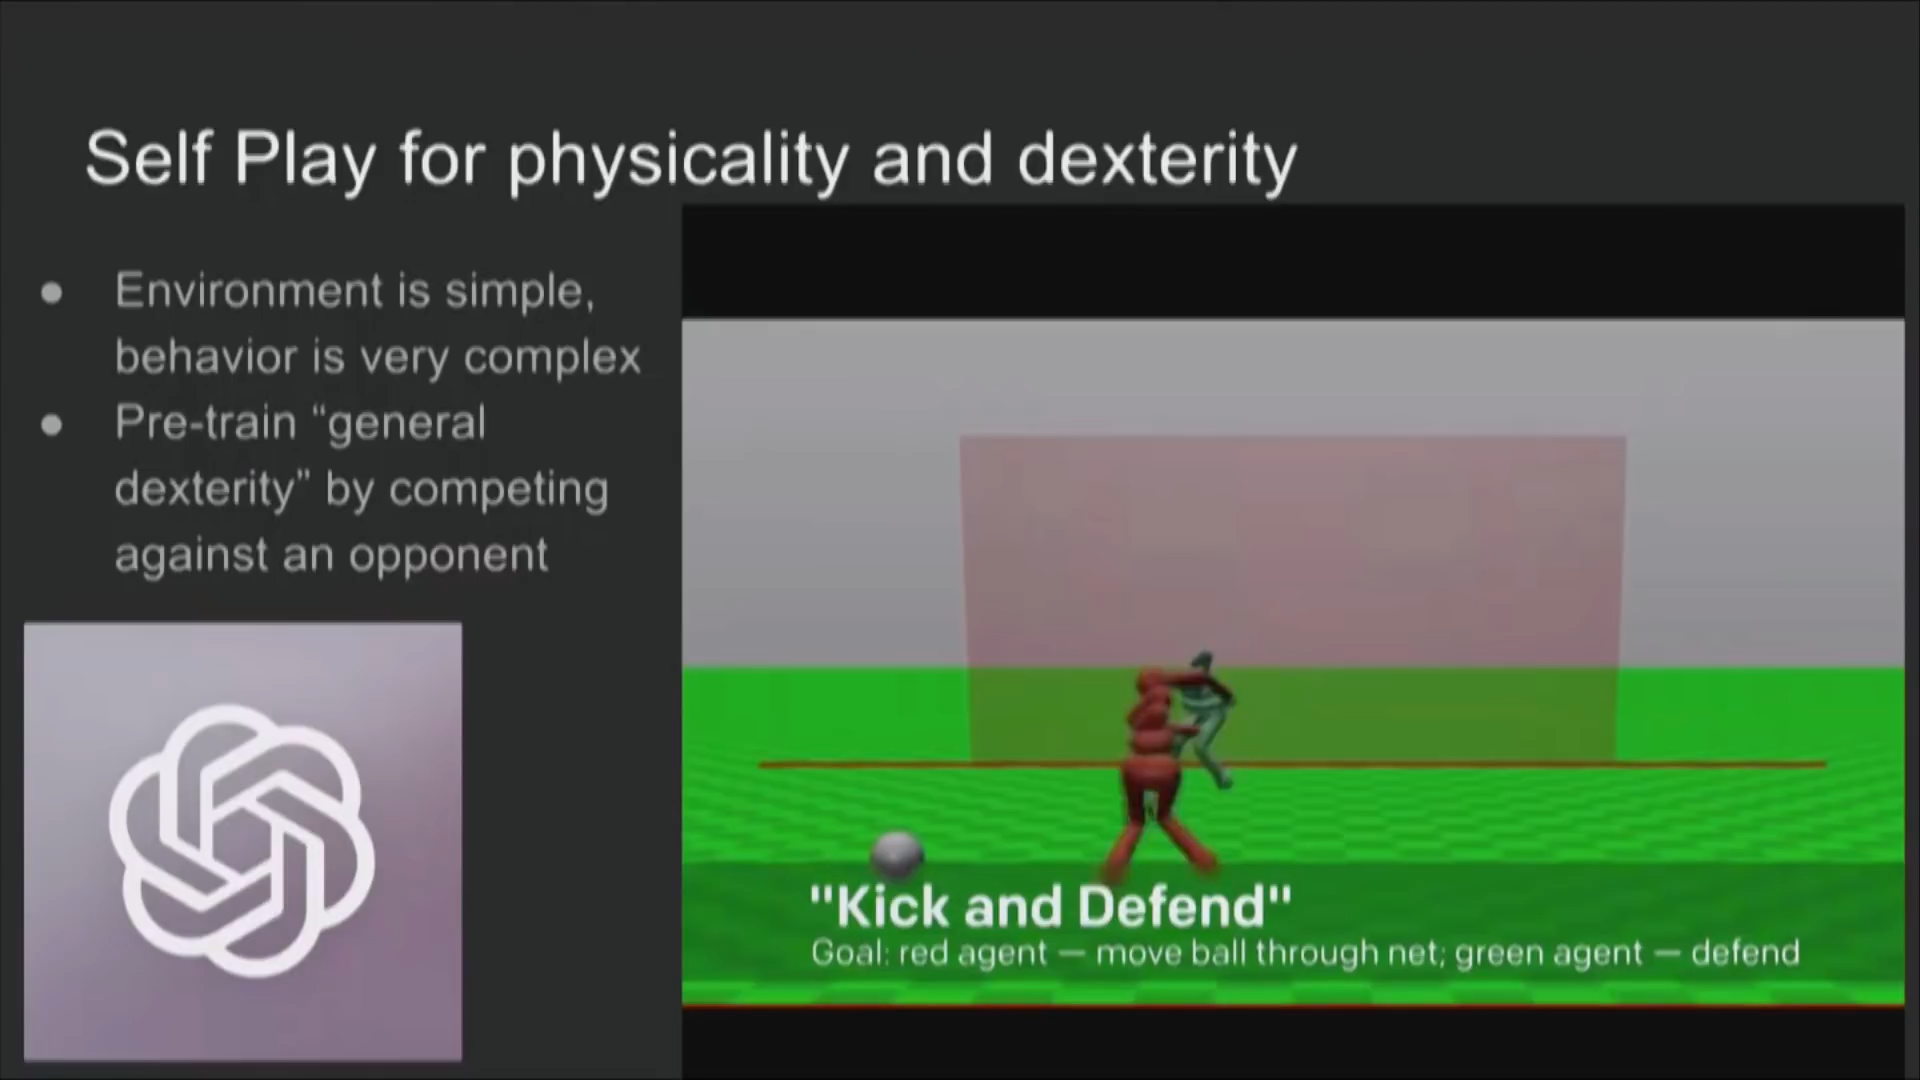 Self Play for physicality and dexterity
● Environment is simple,
behavior is very complex
● Pre-train “general
dexterity” by competing
against an opponent
"Kick and Defend"
Goal: red agent — move ball through net; green agent — defend